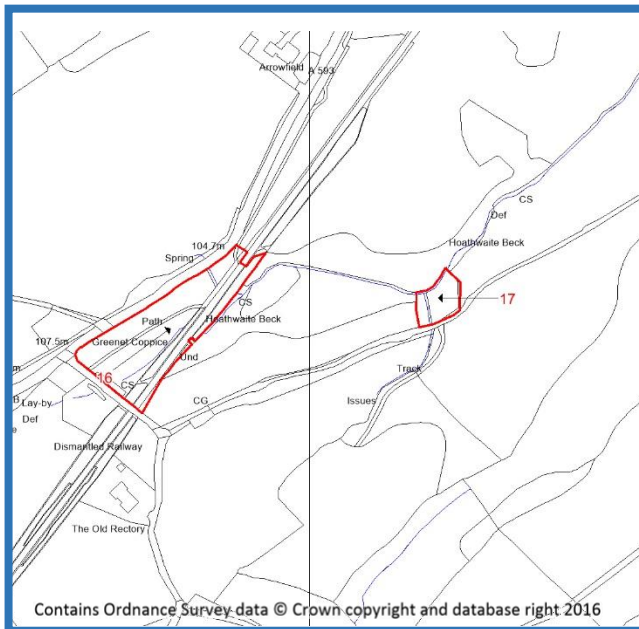 Arrowfield
A 593
CS
Def
Hoathwaite Beck
104.7m
Spring
17
CS
Path
Hoathwaite Beck
107.5m
Greenet Coppice
Und
m
16
CS
Track
B
Lay-by
CG
Issues
Def
e
Dismantled Railway
The Old Rectory
Contains Ordnance Survey data © Crown copyright and database right 2016